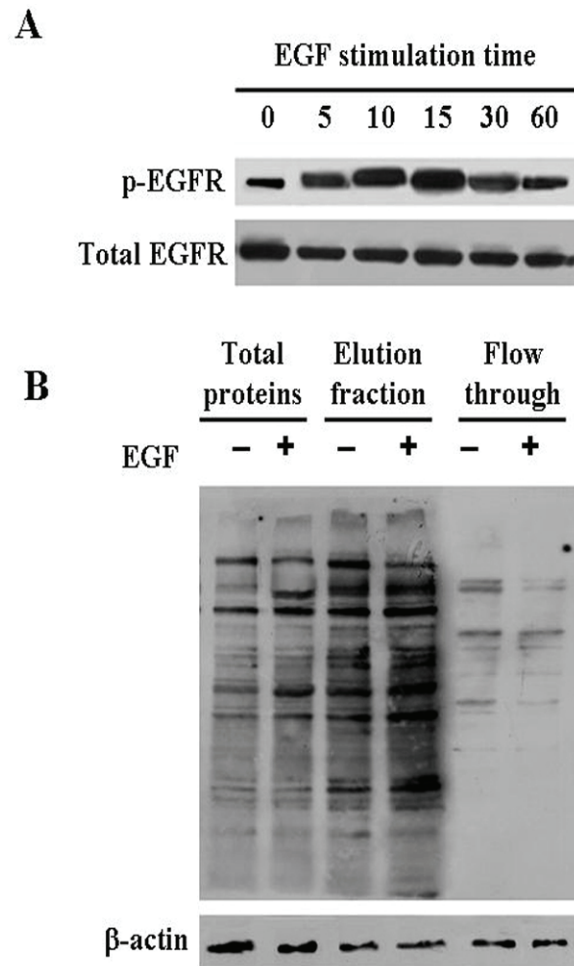 A
EGF stimulation time
0 5 10 15 30 60
p-EGFR
Total EGFR
B
Total proteins
Elution fraction
Flow through
EGF − + − + − +
β-actin